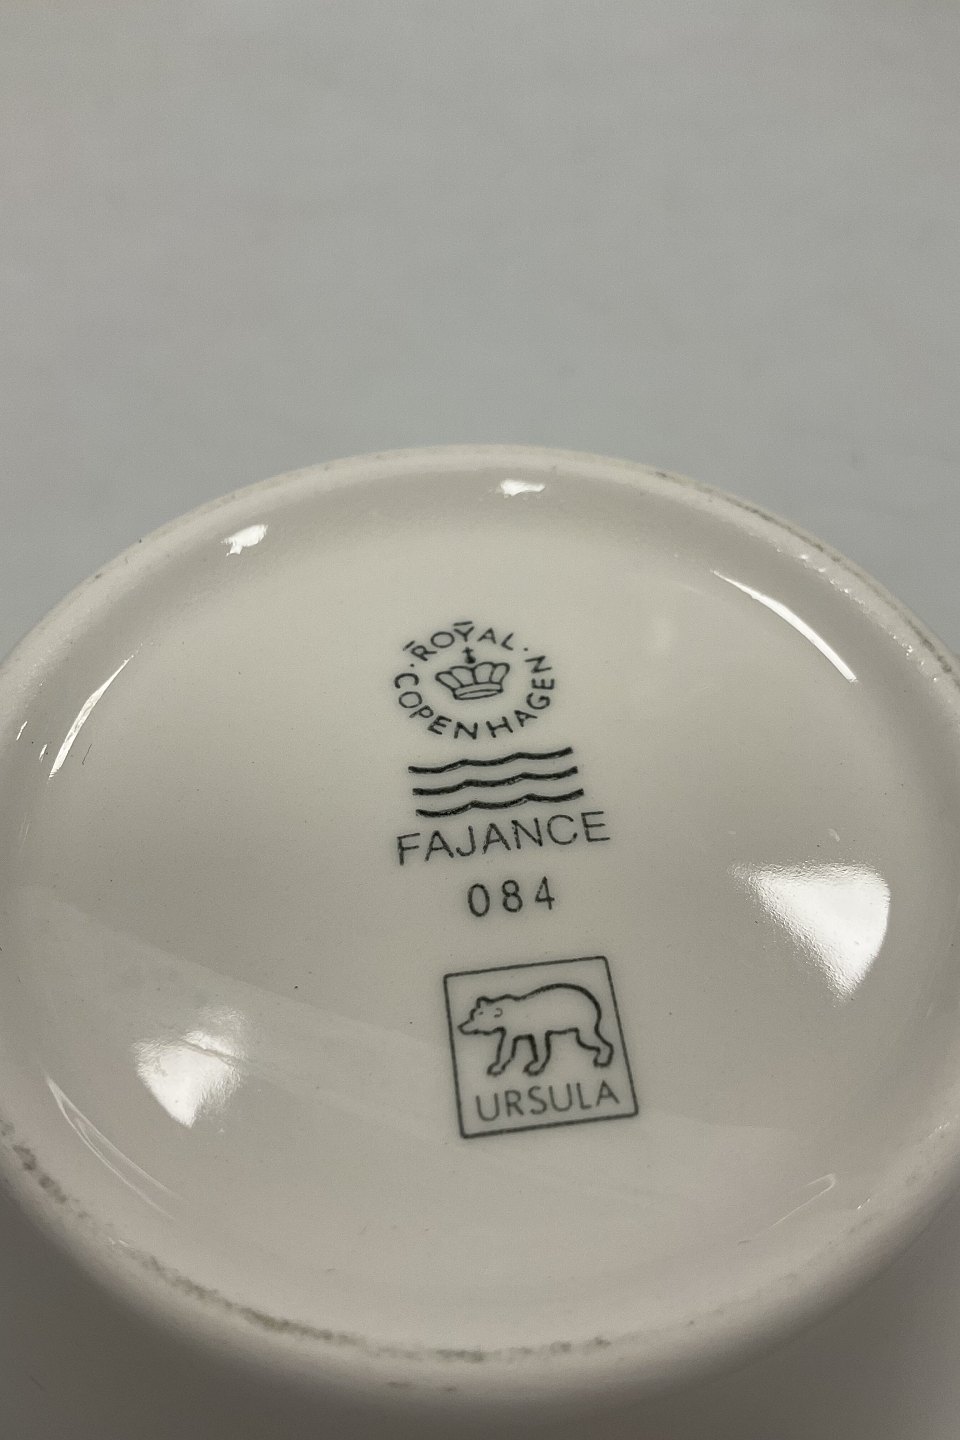 ROYAL
COPENHAGEN
FAJANCE
084
URSULA